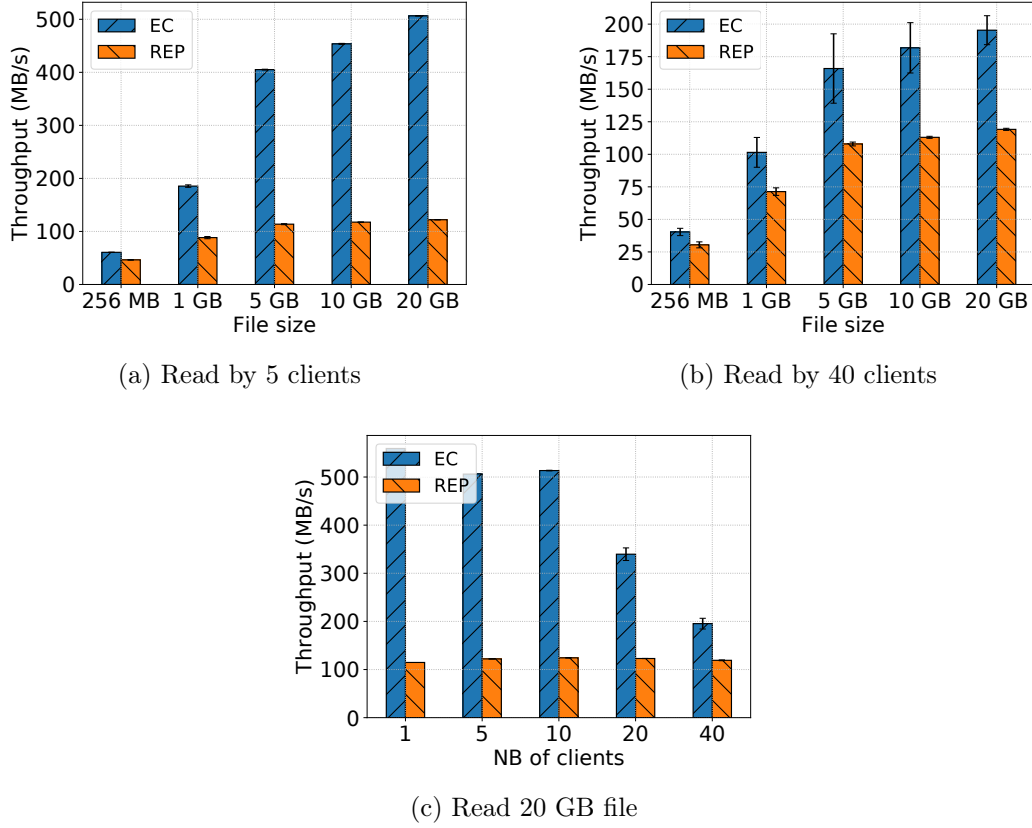 500
400
300
200
100
0
Throughput (MB/s)
EC
REP
256 MB
1 GB
5 GB
10 GB
20 GB
File size
(a) Read by 5 clients
200
175
150
125
100
75
50
25
0
Throughput (MB/s)
EC
REP
256 MB
1 GB
5 GB
10 GB
20 GB
File size
(b) Read by 40 clients
500
400
300
200
100
0
Throughput (MB/s)
EC
REP
1
5
10
20
40
NB of clients
(c) Read 20 GB file